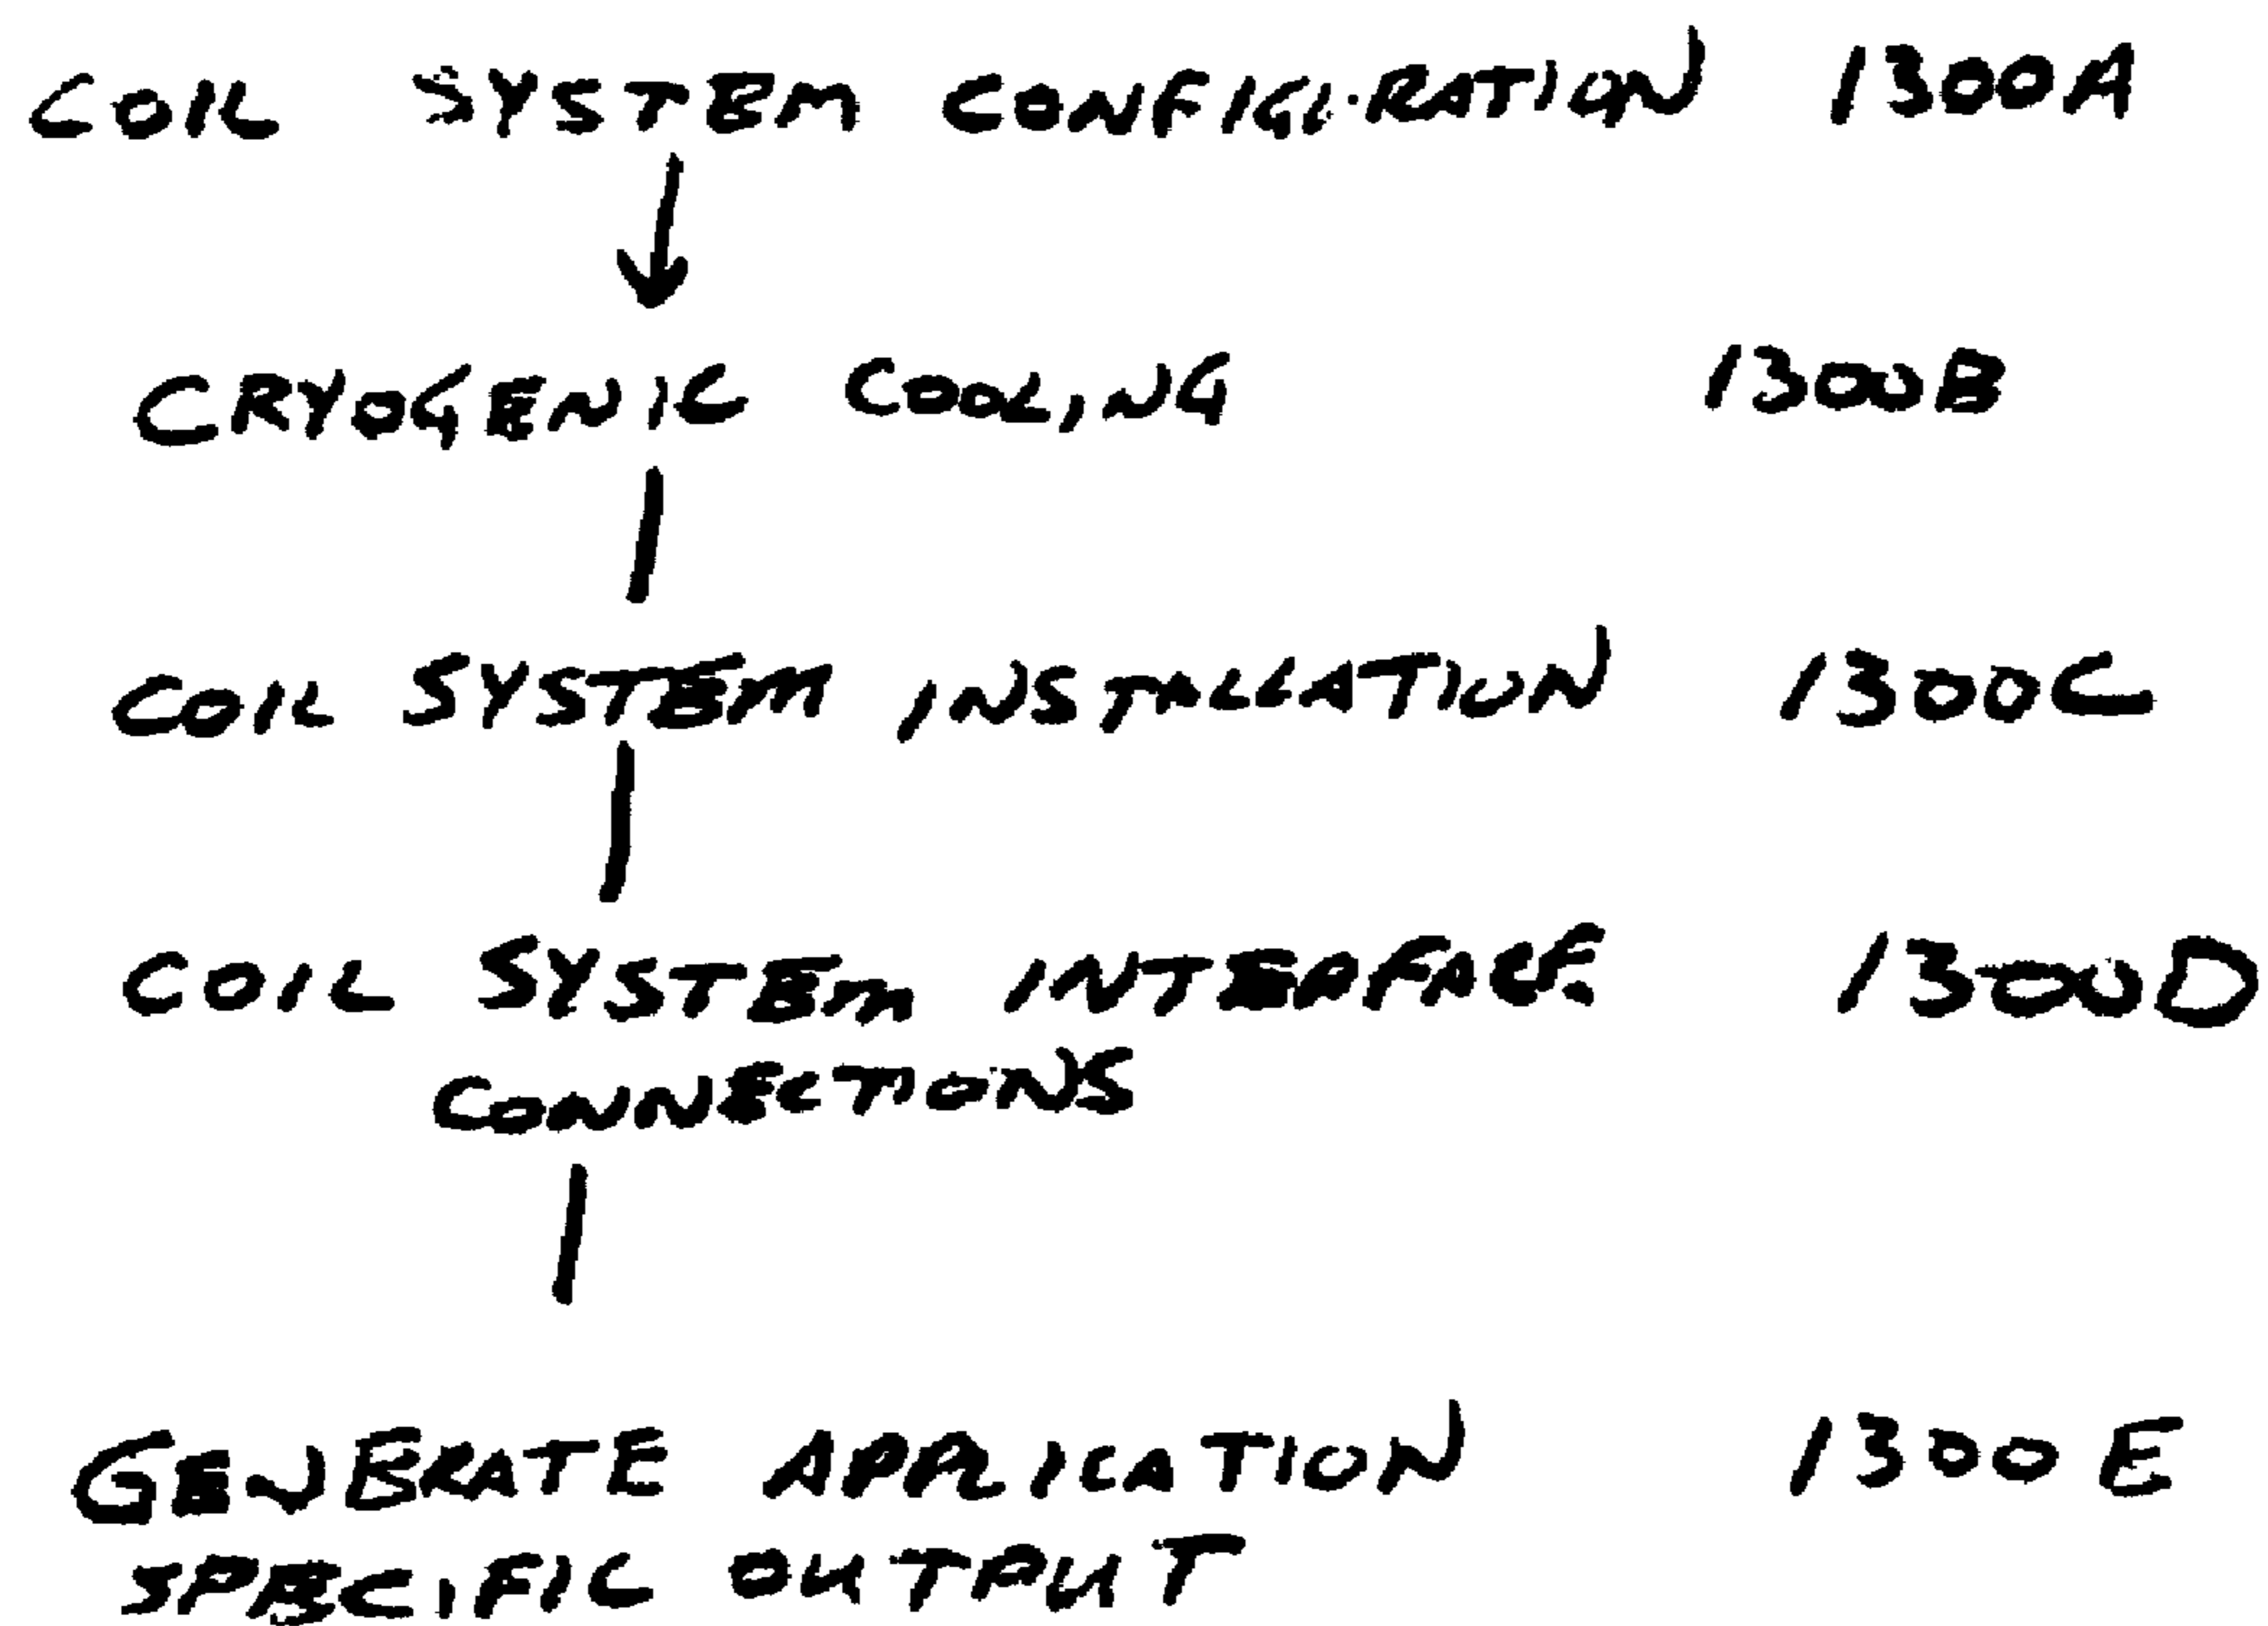 COIL SYSTEM CONFIGURATION 1300A
CRYOGENIC COOLING 1300B
COIL SYSTEM INSTALLATION 1300C
COIL SYSTEM INTERFACE 1300D
CONNECTIONS
GENERATE APPLICATION 1300E
SPECIFIC OUTPUT